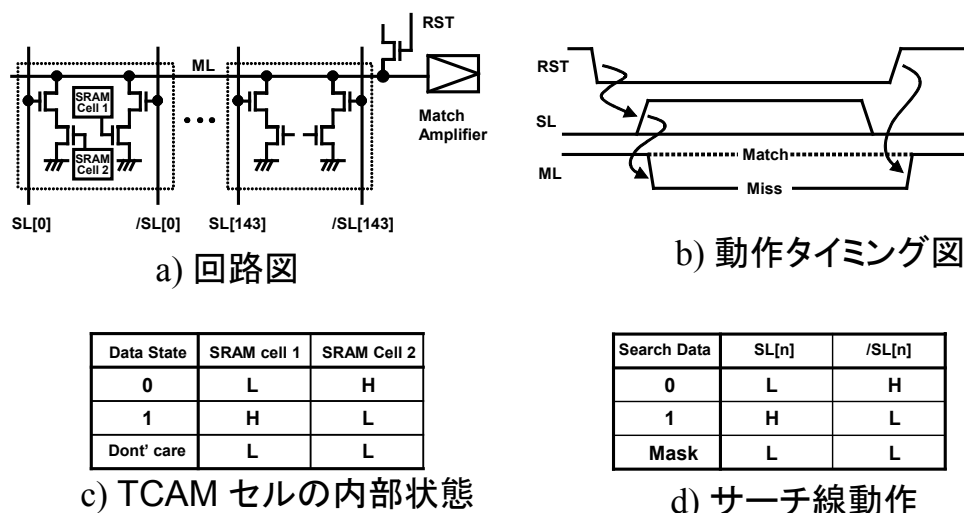 RST
ML
SRAM
Cell 1
SRAM
Cell 2
Match
Amplifier
SL[0]
/SL[0]
SL[143]
/SL[143]
a) 回路図
RST
SL
ML
Match
Miss
b) 動作タイミング図
Data State SRAM cell 1 SRAM Cell 2
0 L H
1 H L
Dont' care L L
c) TCAM セルの内部状態
Search Data SL[n] /SL[n]
0 L H
1 H L
Mask L L
d) サーチ線動作